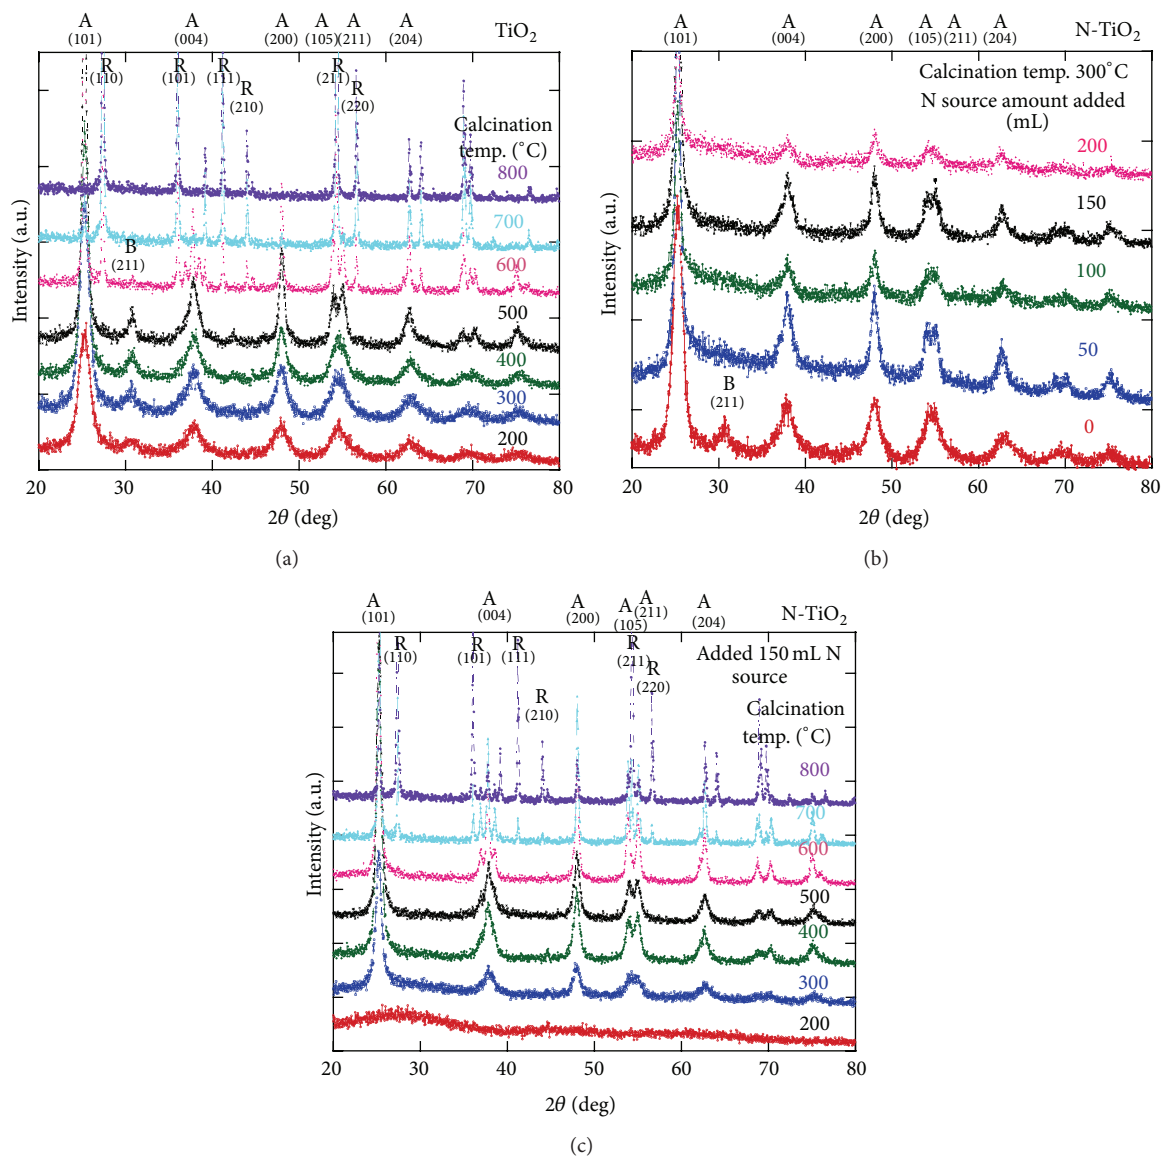 A A A A A A TiO2
(101) (004) (200) (105) (211) (204)
R R R R
(110) (101) (111) (211)
R R
(210) (220)
Calcination
temp. (°C)
800
700
B
(211)
600
500
400
300
200
Intensity (a.u.)
20 30 40 50 60 70 80
2θ (deg)
(a)
A A A A A A N-TiO2
(101) (004) (200) (105) (211) (204)
Calcination temp. 300°C
N source amount added
(mL)
200
150
100
50
B
(211)
0
Intensity (a.u.)
20 30 40 50 60 70 80
2θ (deg)
(b)
A A A A A A N-TiO2
(101) (004) (200) (105) (211) (204)
R R R R
(110) (101) (111) (211)
Added 150 mL N
source
R
(220)
R
(210)
Calcination
temp. (°C)
800
700
600
500
400
300
200
Intensity (a.u.)
20 30 40 50 60 70 80
2θ (deg)
(c)